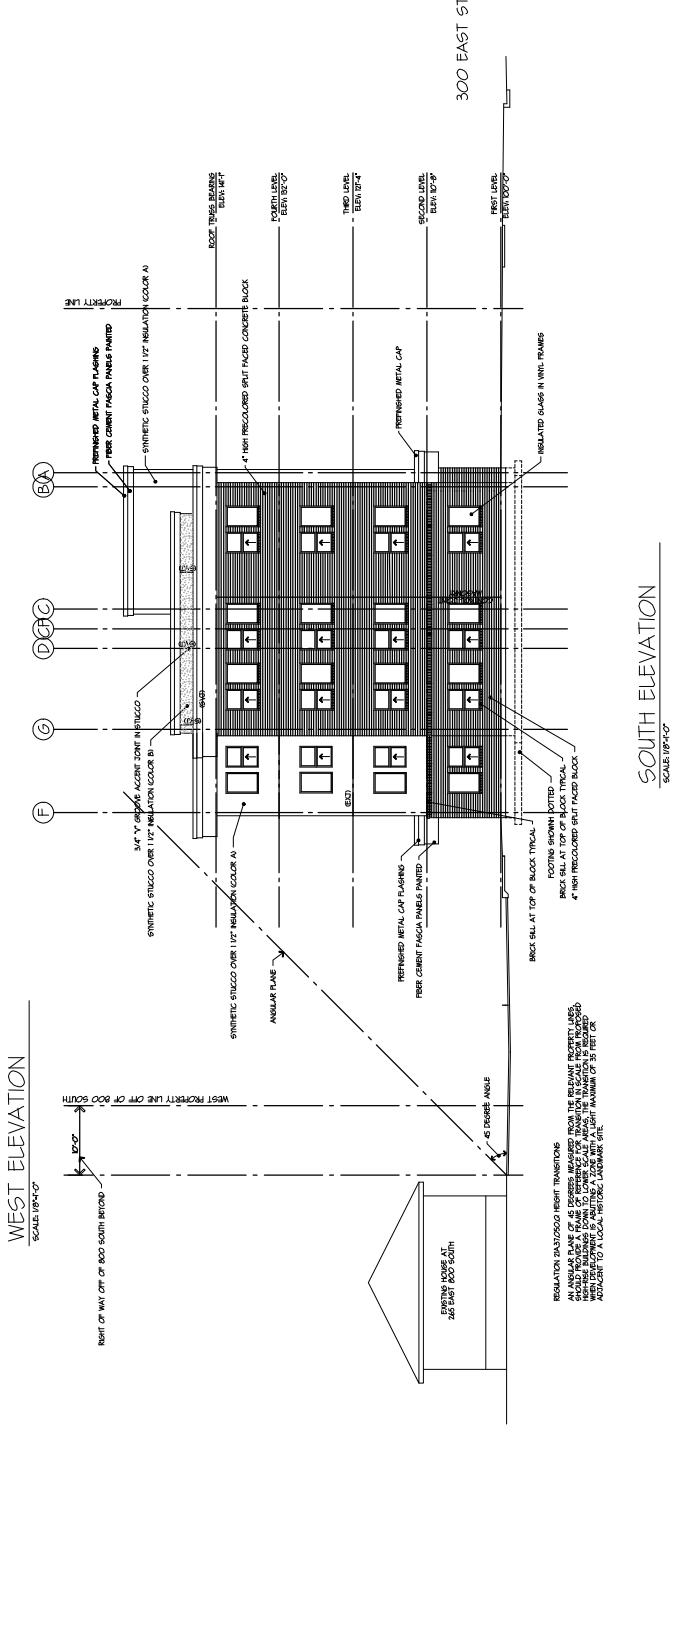 WEST ELEVATION
SCALE: 1/8"=1'-0"
300 EAST ST
ROOF TRUSS BEARING
ELEV: 141'-1"
FOURTH LEVEL
ELEV: 132'-0"
THIRD LEVEL
ELEV: 121'-4"
SECOND LEVEL
ELEV: 110'-8"
FIRST LEVEL
ELEV: 100'-0"
PROPERTY LINE
PREFINISHED METAL CAP FLASHING
FIBER CEMENT FASCIA PANELS PAINTED
SYNTHETIC STUCCO OVER 1 1/2" INSULATION (COLOR A)
4" HIGH PRECOLORED SPLIT FACED CONCRETE BLOCK
PREFINISHED METAL CAP
INSULATED GLASS IN VINYL FRAMES
A
B
C
D
G
F
3/4" "V" GROOVE ACCENT JOINT IN STUCCO
SYNTHETIC STUCCO OVER 1 1/2" INSULATION (COLOR B)
SYNTHETIC STUCCO OVER 1 1/2" INSULATION (COLOR A)
(EXJ)
ANGULAR PLANE
PREFINISHED METAL CAP FLASHING
FIBER CEMENT FASCIA PANELS PAINTED
BRICK SILL AT TOP OF BLOCK TYPICAL
FOOTING SHOWN DOTTED
BRICK SILL AT TOP OF BLOCK TYPICAL
4" HIGH PRECOLORED SPLIT FACED BLOCK
WEST PROPERTY LINE OFF OF 800 SOUTH
10'-0"
RIGHT OF WAY OFF OF 800 SOUTH BEYOND
45 DEGREE ANGLE
EXISTING HOUSE AT
265 EAST 800 SOUTH
REGULATION 21A.37.050.Q HEIGHT TRANSITIONS
AN ANGULAR PLANE OF 45 DEGREES MEASURED FROM THE RELEVANT PROPERTY LINES,
SHOULD PROVIDE A FRAME OF REFERENCE FOR TRANSITION IN SCALE FROM PROPOSED
HIGH-RISE BUILDINGS DOWN TO LOWER SCALE AREAS. THE TRANSITION IS REQUIRED
WHEN DEVELOPMENT IS ABUTTING A ZONE WITH A LIGHT MAXIMUM OF 35 FEET OR
ADJACENT TO A LOCAL HISTORIC LANDMARK SITE.
SOUTH ELEVATION
SCALE: 1/8"=1'-0"